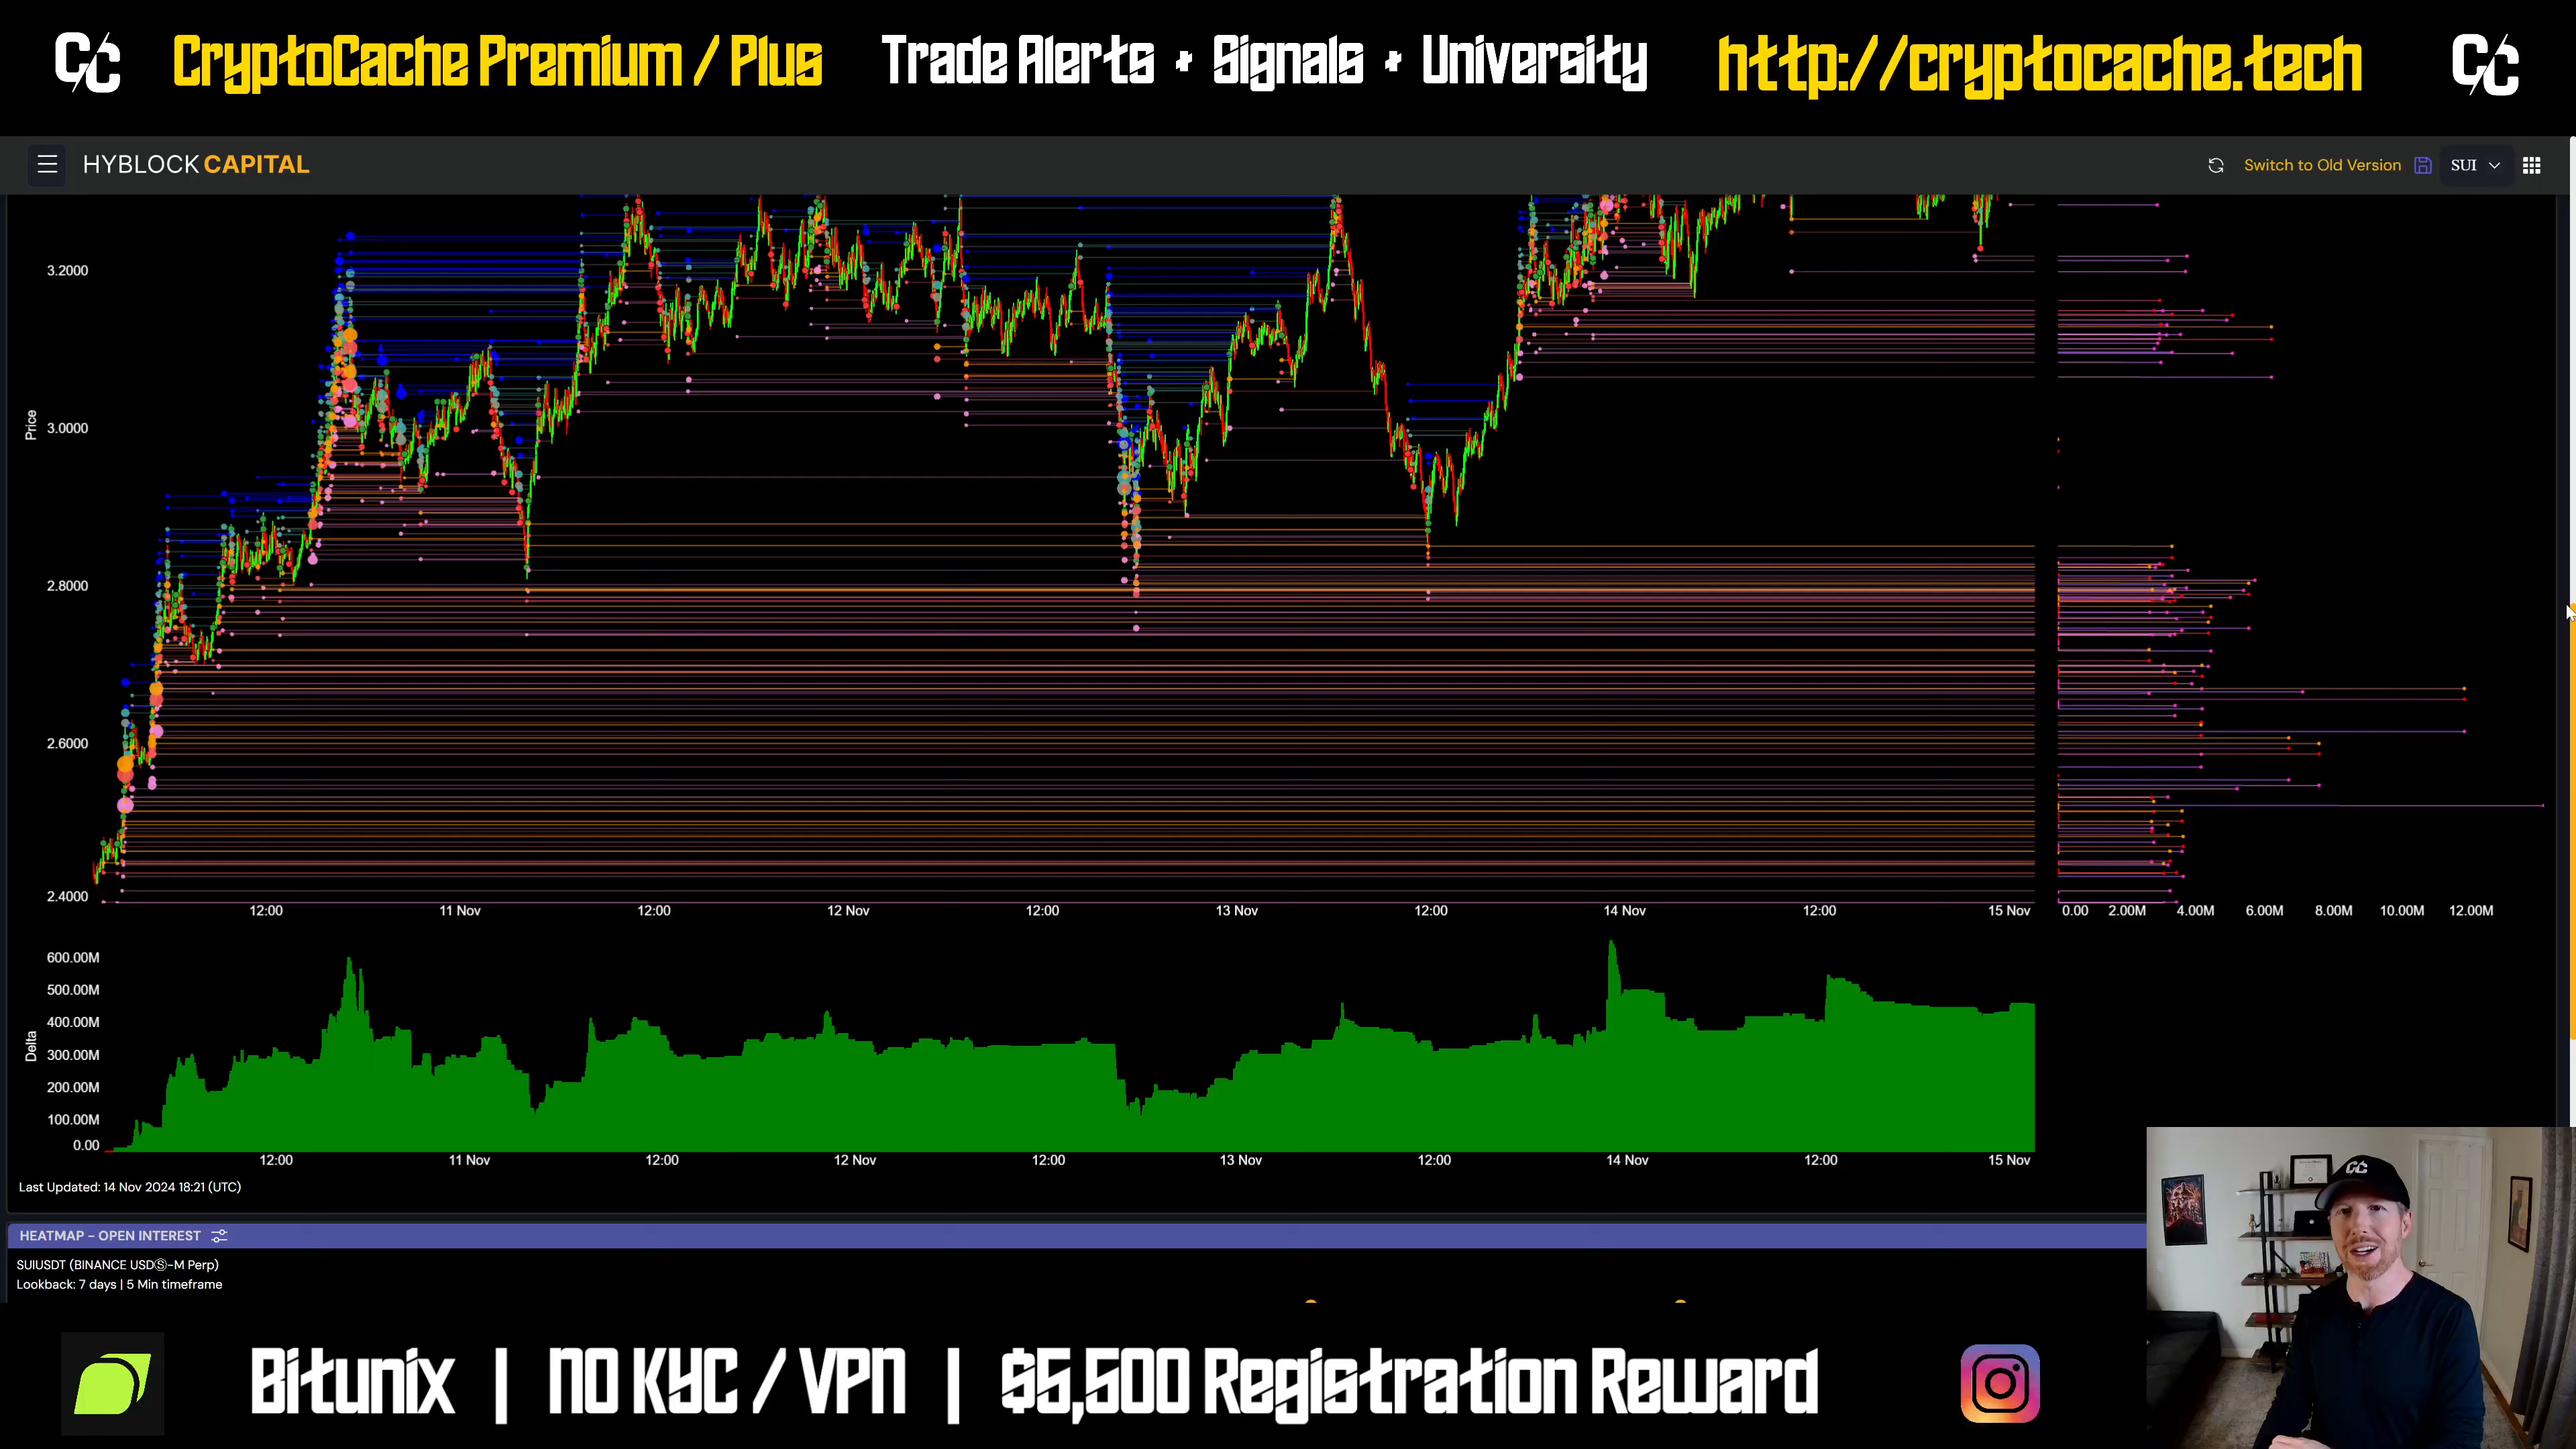 CC CryptoCache Premium / Plus Trade Alerts + Signals + University http://cryptocache.tech CC
HYBLOCK CAPITAL
Switch to Old Version SUI
Price
3.2000
3.0000
2.8000
2.6000
2.4000
12:00 11 Nov 12:00 12 Nov 12:00 13 Nov 12:00 14 Nov 12:00 15 Nov
0.00 2.00M 4.00M 6.00M 8.00M 10.00M 12.00M
Delta
600.00M
500.00M
400.00M
300.00M
200.00M
100.00M
0.00
12:00 11 Nov 12:00 12 Nov 12:00 13 Nov 12:00 14 Nov 12:00 15 Nov
Last Updated: 14 Nov 2024 18:21 (UTC)
CC
HEATMAP - OPEN INTEREST
SUIUSDT (BINANCE USDⓈ-M Perp)
Lookback: 7 days | 5 Min timeframe
Bitunix | NO KYC / VPN | $5,500 Registration Reward